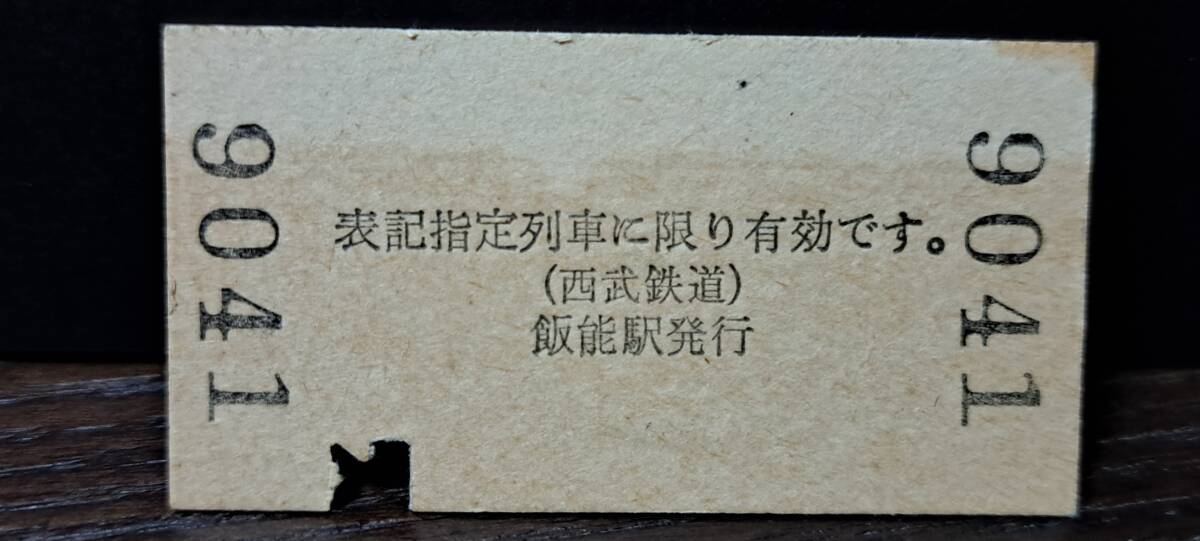 9041
表記指定列車に限り有効です。
(西武鉄道)
飯能駅発行
9041